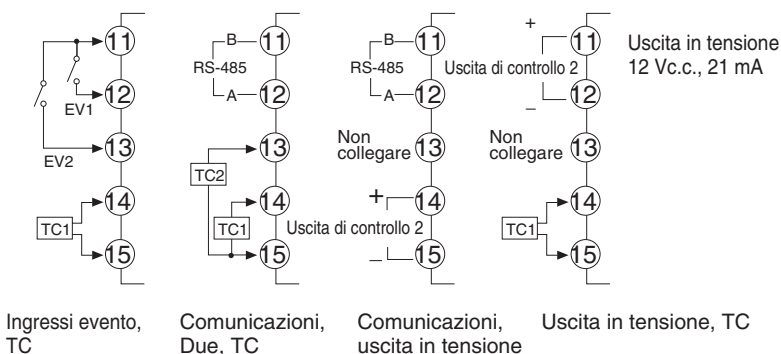 11
12
13
14
15
EV1
EV2
TC1
Ingressi evento,
TC
B
RS-485
A
11
12
13
14
15
TC2
TC1
Comunicazioni,
Due, TC
B
RS-485
A
11
12
13
14
15
Non
collegare
+
Uscita di controllo 2
–
Comunicazioni,
uscita in tensione
+
Uscita di controllo 2
–
11
12
13
14
15
Non
collegare
TC1
Uscita in tensione, TC
Uscita in tensione
12 Vc.c., 21 mA